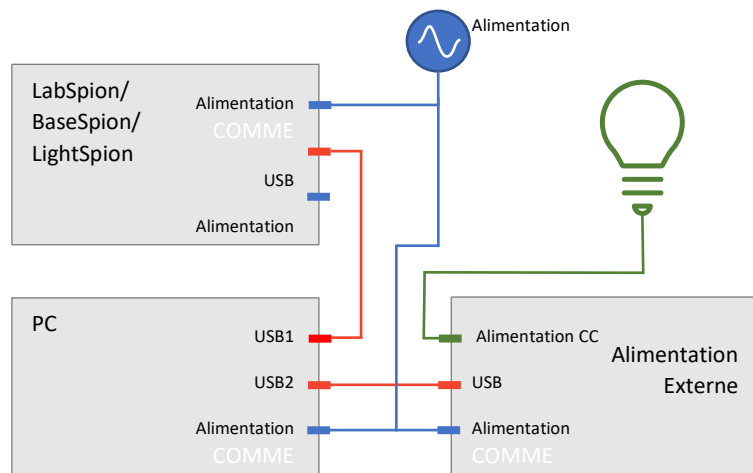 Alimentation
LabSpion/
BaseSpion/
LightSpion
Alimentation
COMME
USB
Alimentation
PC
USB1
USB2
Alimentation
COMME
Alimentation CC
Alimentation
Externe
USB
Alimentation
COMME